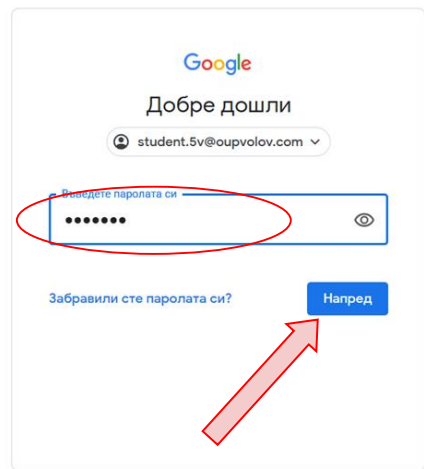 Google
Добре дошли
student.5v@oupvolov.com
Въведете паролата си
•••••••
Забравили сте паролата си?
Напред